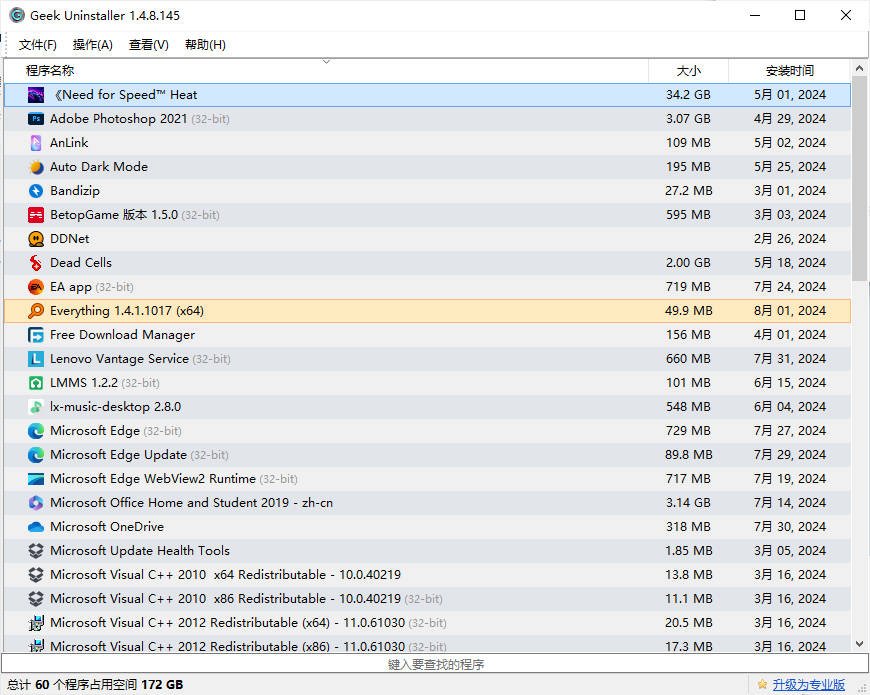 Geek Uninstaller 1.4.8.145
文件(F) 操作(A) 查看(V) 帮助(H)
程序名称 大小 安装时间
《Need for Speed™ Heat 34.2 GB 5月 01, 2024
Ps Adobe Photoshop 2021 (32-bit) 3.07 GB 4月 29, 2024
AnLink 109 MB 5月 02, 2024
Auto Dark Mode 195 MB 5月 25, 2024
Bandizip 27.2 MB 3月 01, 2024
BetopGame 版本 1.5.0 (32-bit) 595 MB 3月 03, 2024
DDNet 2月 26, 2024
Dead Cells 2.00 GB 5月 18, 2024
EA EA app (32-bit) 719 MB 7月 24, 2024
Everything 1.4.1.1017 (x64) 49.9 MB 8月 01, 2024
Free Download Manager 156 MB 4月 01, 2024
L Lenovo Vantage Service (32-bit) 660 MB 7月 31, 2024
LMMS 1.2.2 (32-bit) 101 MB 6月 15, 2024
lx-music-desktop 2.8.0 548 MB 6月 04, 2024
Microsoft Edge (32-bit) 729 MB 7月 27, 2024
Microsoft Edge Update (32-bit) 89.8 MB 7月 29, 2024
Microsoft Edge WebView2 Runtime (32-bit) 717 MB 7月 19, 2024
Microsoft Office Home and Student 2019 - zh-cn 3.14 GB 7月 14, 2024
Microsoft OneDrive 318 MB 7月 30, 2024
Microsoft Update Health Tools 1.85 MB 3月 05, 2024
Microsoft Visual C++ 2010 x64 Redistributable - 10.0.40219 13.8 MB 3月 16, 2024
Microsoft Visual C++ 2010 x86 Redistributable - 10.0.40219 (32-bit) 11.1 MB 3月 16, 2024
Microsoft Visual C++ 2012 Redistributable (x64) - 11.0.61030 (32-bit) 20.5 MB 3月 16, 2024
Microsoft Visual C++ 2012 Redistributable (x86) - 11.0.61030 (32-bit) 17.3 MB 3月 16, 2024
键入要查找的程序
总计 60 个程序占用空间 172 GB 升级为专业版